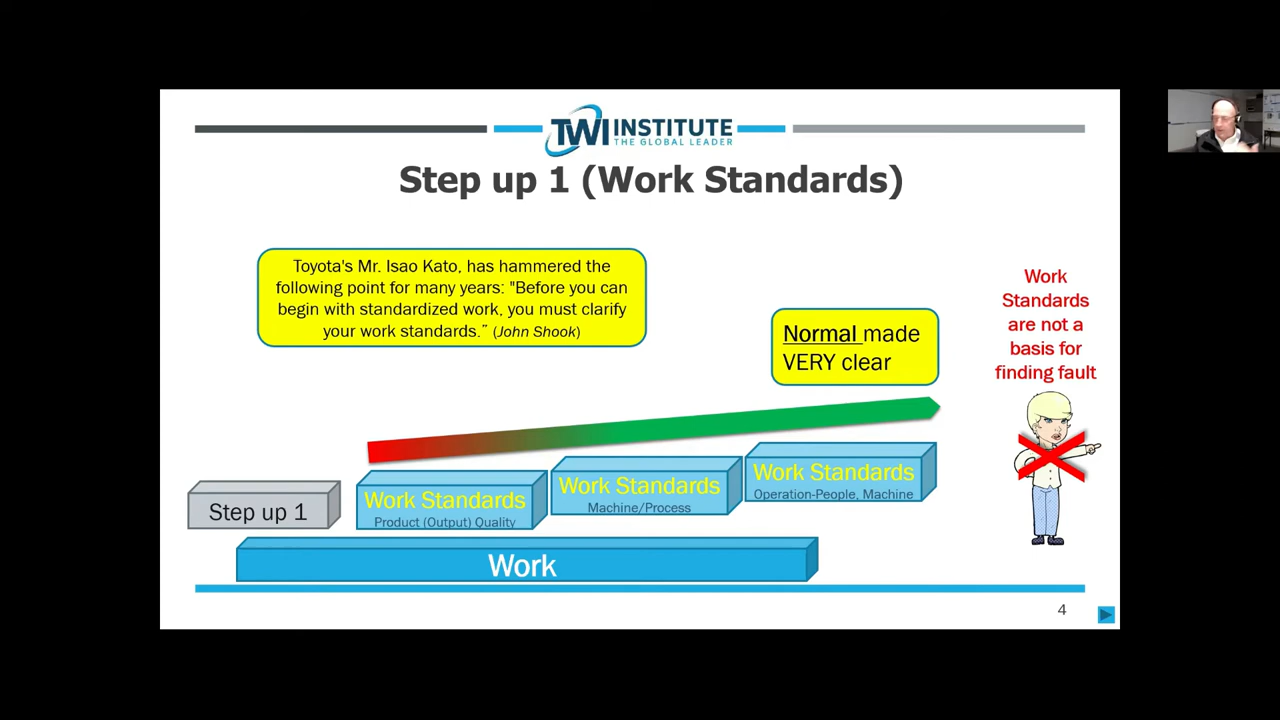 TWI INSTITUTE
THE GLOBAL LEADER
Step up 1 (Work Standards)
Toyota's Mr. Isao Kato, has hammered the
following point for many years: "Before you can
begin with standardized work, you must clarify
your work standards.” (John Shook)
Normal made
VERY clear
Work
Standards
are not a
basis for
finding fault
Step up 1
Work Standards
Product (Output) Quality
Work Standards
Machine/Process
Work Standards
Operation-People, Machine
Work
4